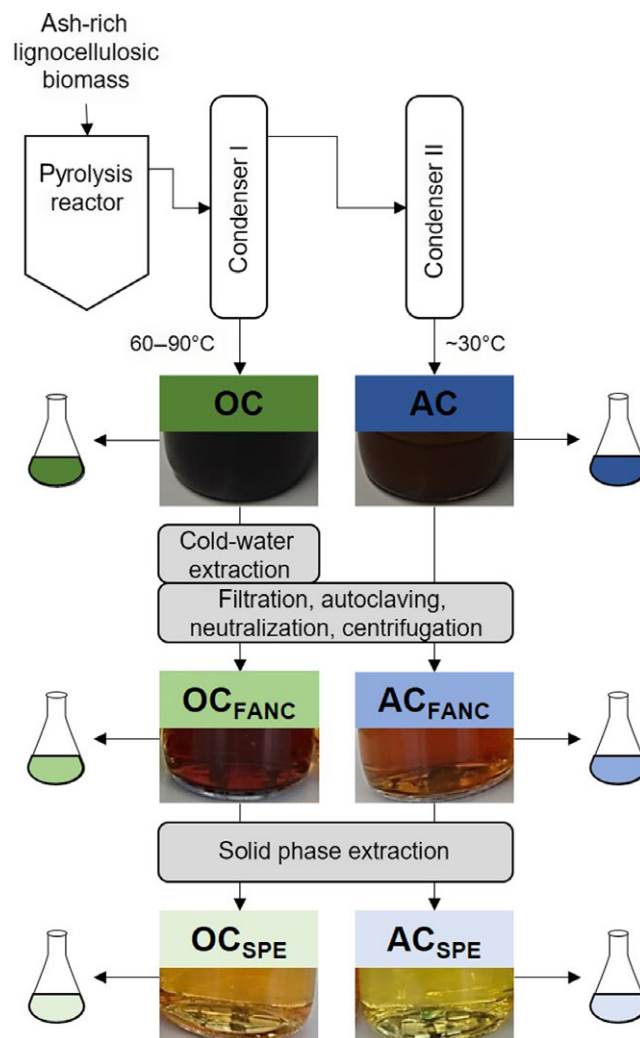 Ash-rich
lignocellulosic
biomass
Pyrolysis
reactor
Condenser I
Condenser II
60–90°C
~30°C
OC
AC
Cold-water
extraction
Filtration, autoclaving,
neutralization, centrifugation
OCFANC
ACFANC
Solid phase extraction
OCSPE
ACSPE